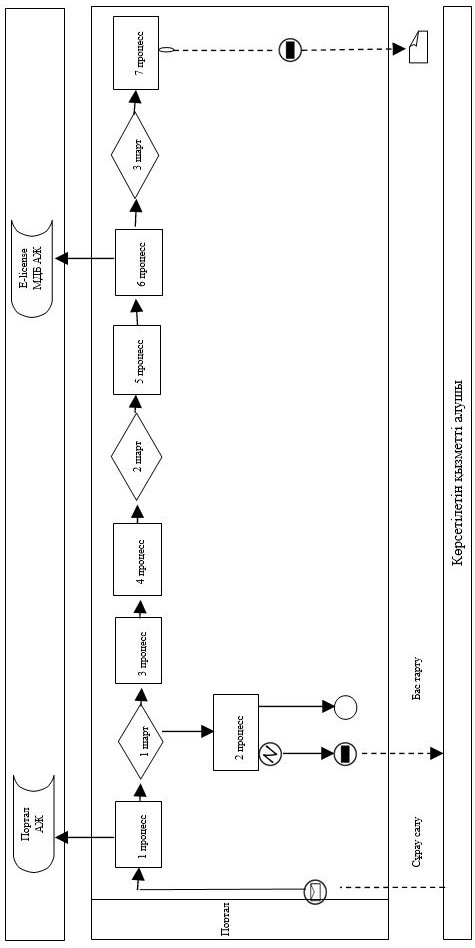 Портал
АЖ
E-license
МДБ АЖ
Портал
1 процесс
1 шарт
2 процесс
3 процесс
4 процесс
2 шарт
5 процесс
6 процесс
3 шарт
7 процесс
Сұрау салу
Бас тарту
Көрсетілетін қызметті алушы